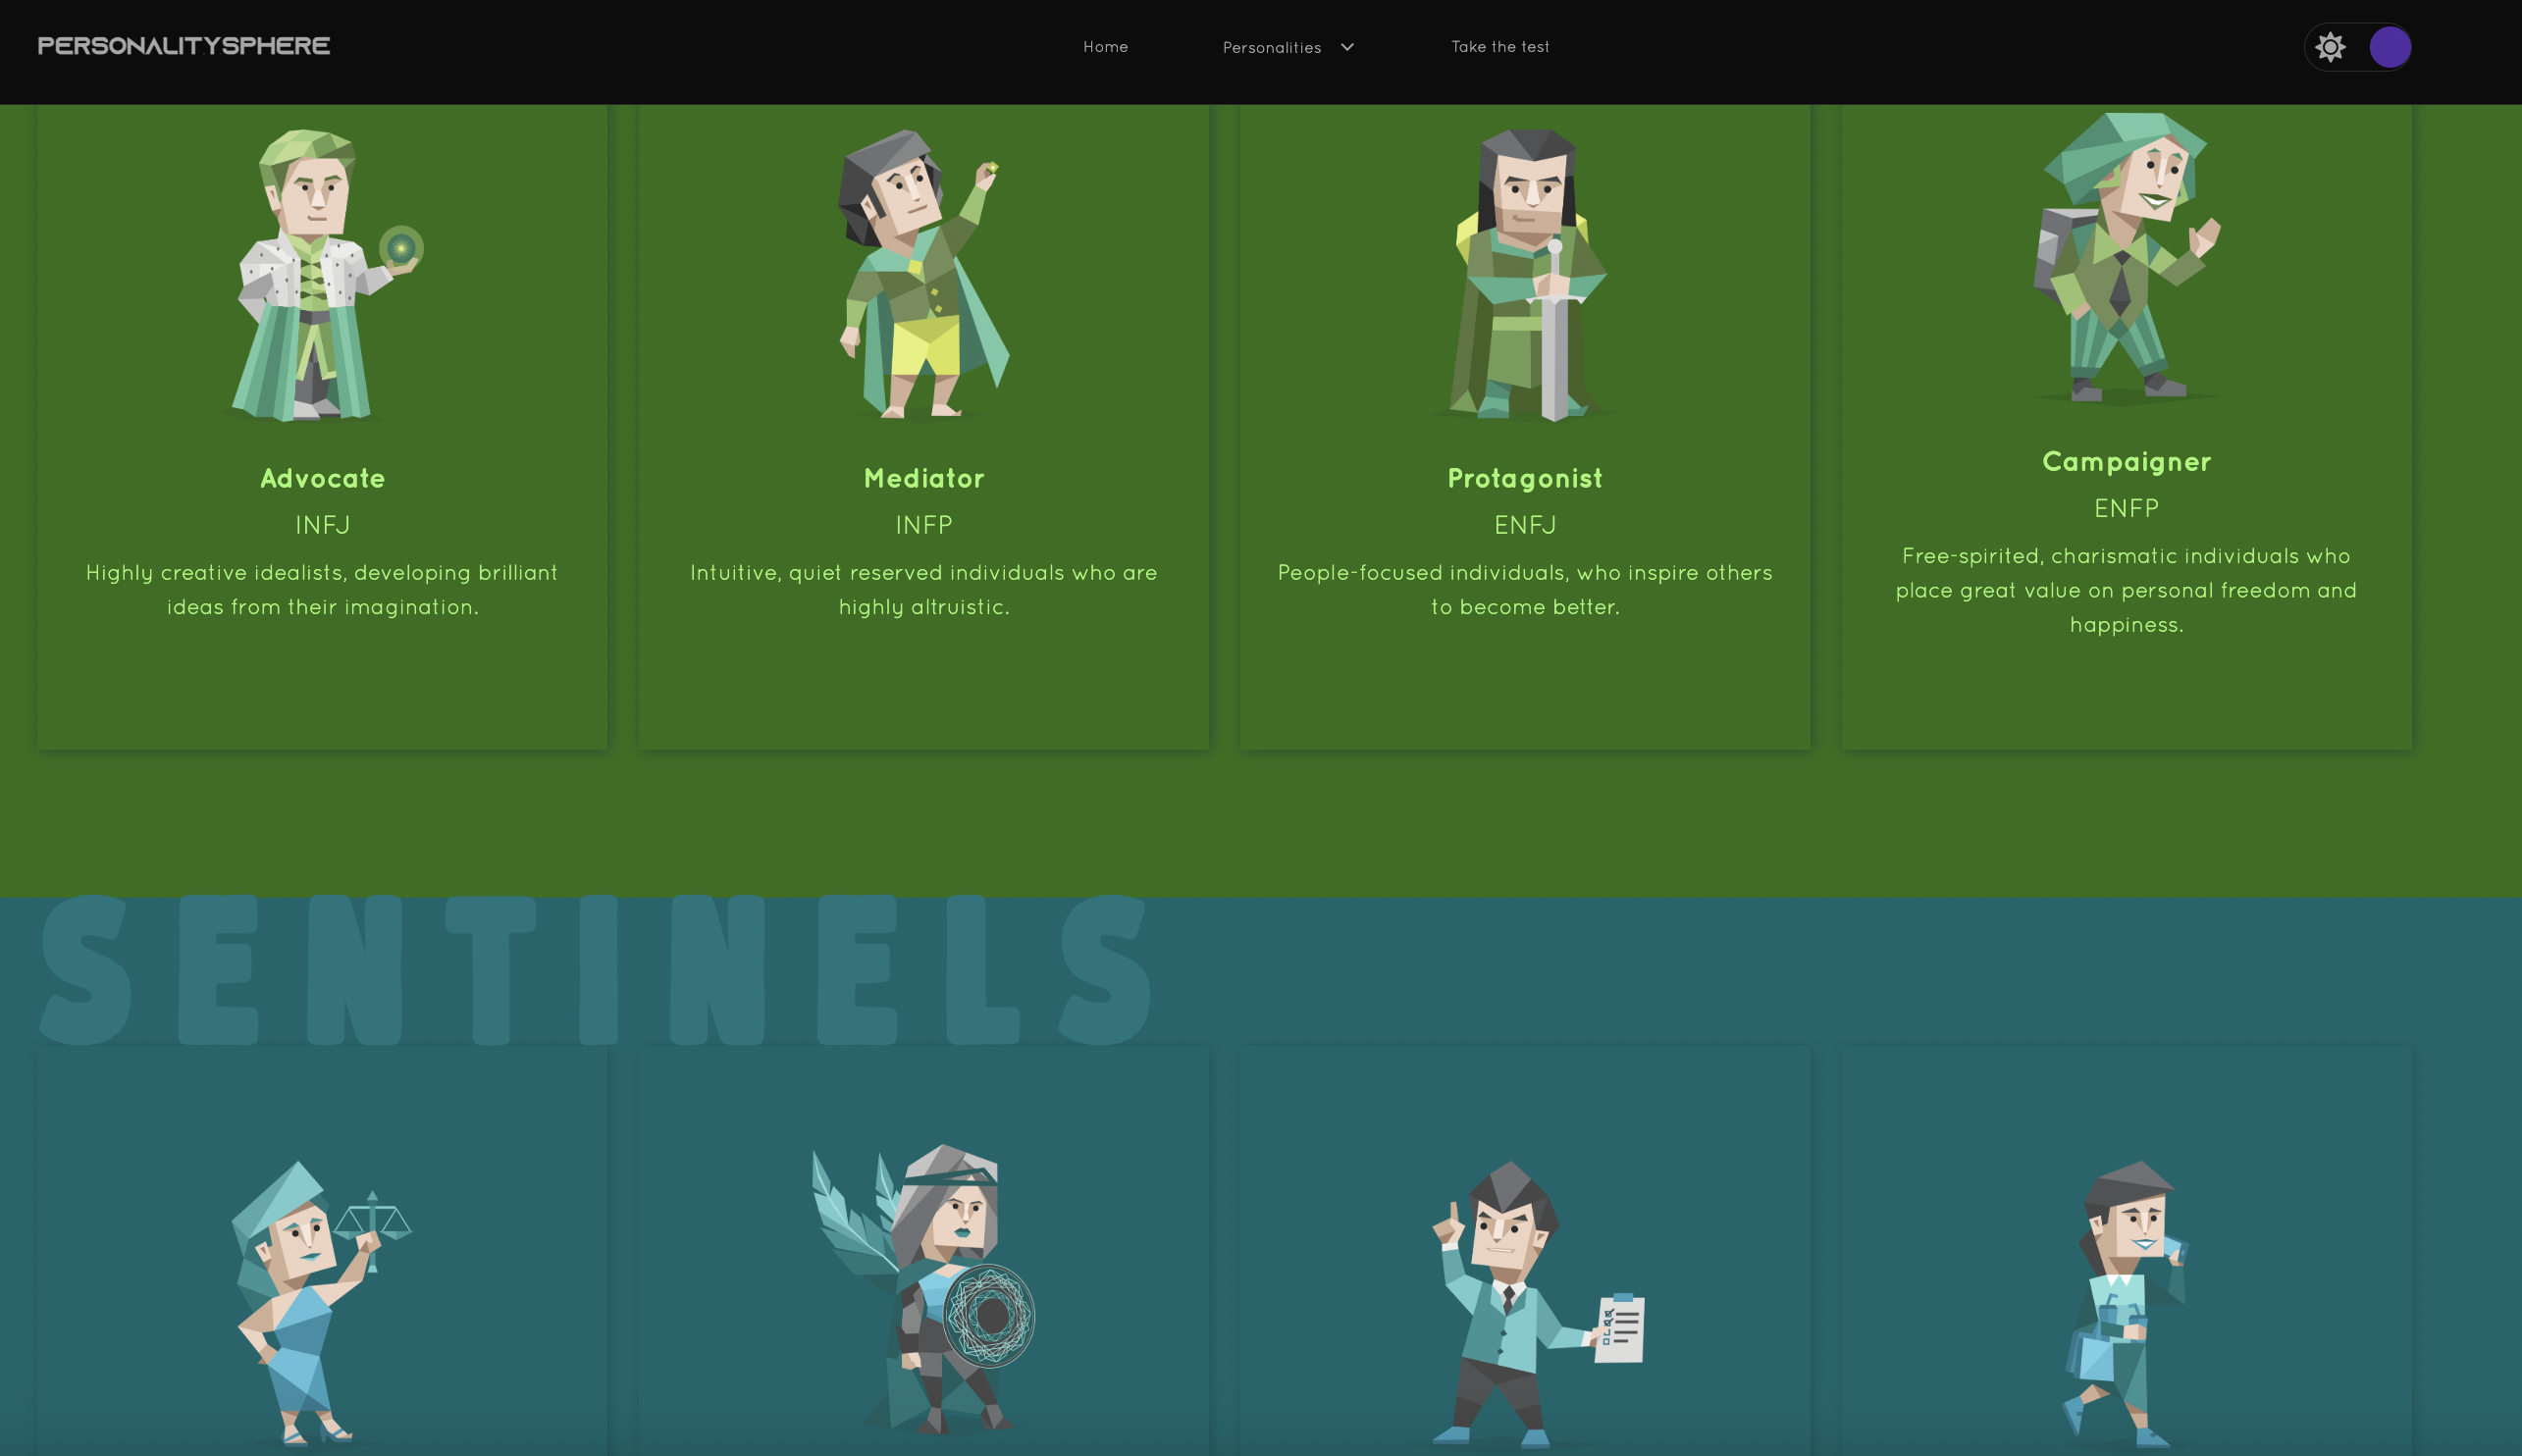 PERSONALITYSPHERE
Home
Personalities
Take the test
Advocate
INFJ
Highly creative idealists, developing brilliant
ideas from their imagination.
Mediator
INFP
Intuitive, quiet reserved individuals who are
highly altruistic.
Protagonist
ENFJ
People-focused individuals, who inspire others
to become better.
Campaigner
ENFP
Free-spirited, charismatic individuals who
place great value on personal freedom and
happiness.
SENTINELS